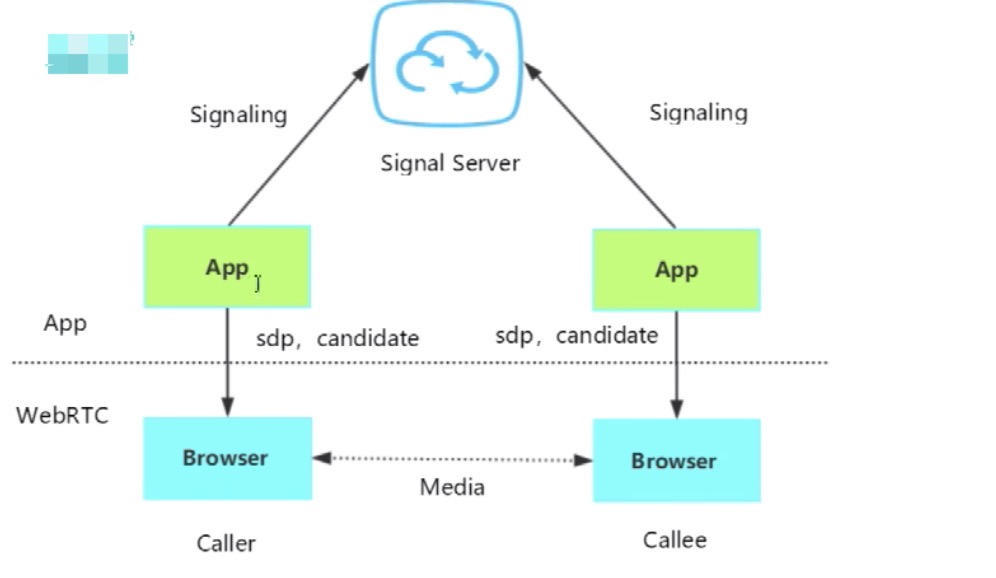 Signaling
Signaling
Signal Server
App
App
App
sdp，candidate
sdp，candidate
WebRTC
Browser
Browser
Media
Caller
Callee